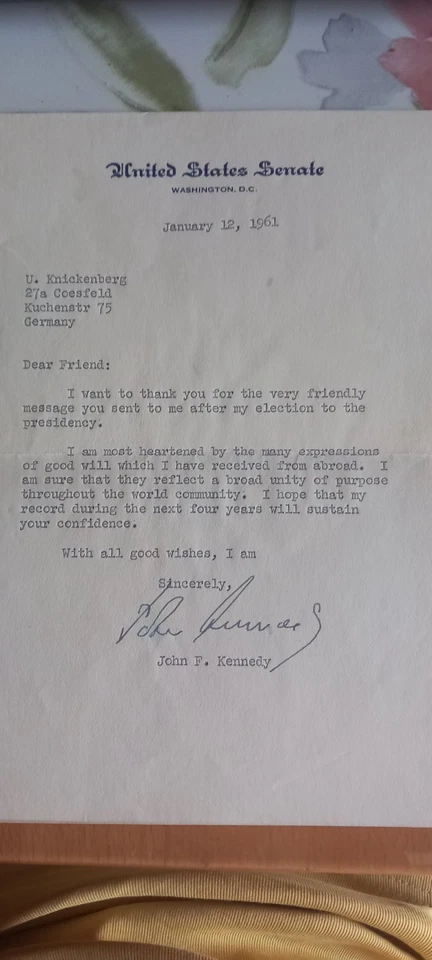 United States Senate
WASHINGTON, D.C.
January 12, 1961
U. Knickenberg
27a Coesfeld
Kuchenstr 75
Germany
Dear Friend:
I want to thank you for the very friendly
message you sent to me after my election to the
presidency.
I am most heartened by the many expressions
of good will which I have received from abroad. I
am sure that they reflect a broad unity of purpose
throughout the world community. I hope that my
record during the next four years will sustain
your confidence.
With all good wishes, I am
Sincerely,
John Kennedy
John F. Kennedy